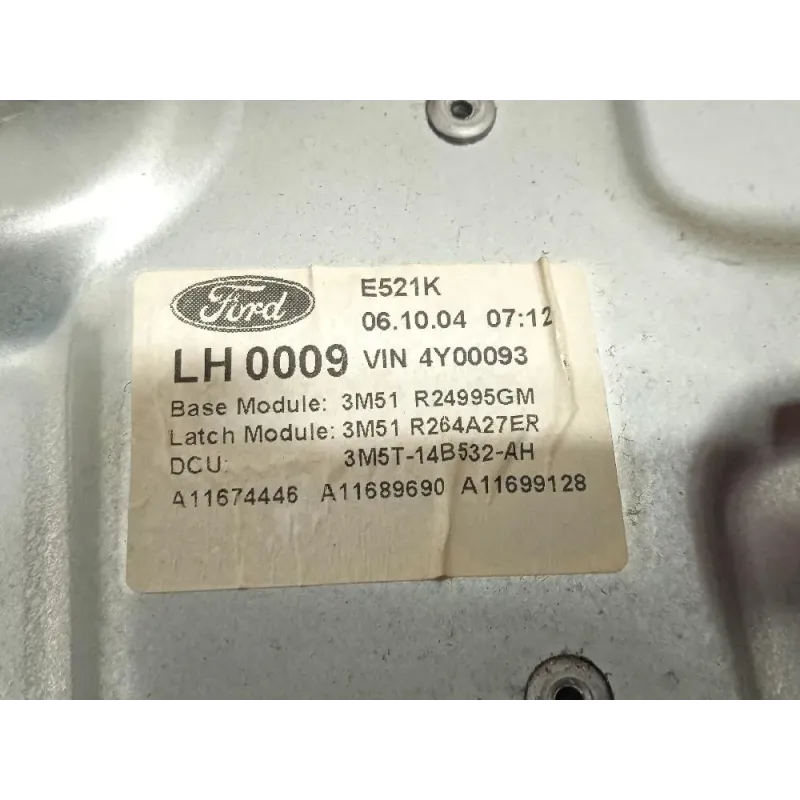 Ford E521K
06.10.04 07:12
LH 0009 VIN 4Y00093
Base Module: 3M51 R24995GM
Latch Module: 3M51 R264A27ER
DCU: 3M5T-14B532-AH
A11674446 A11689690 A11699128